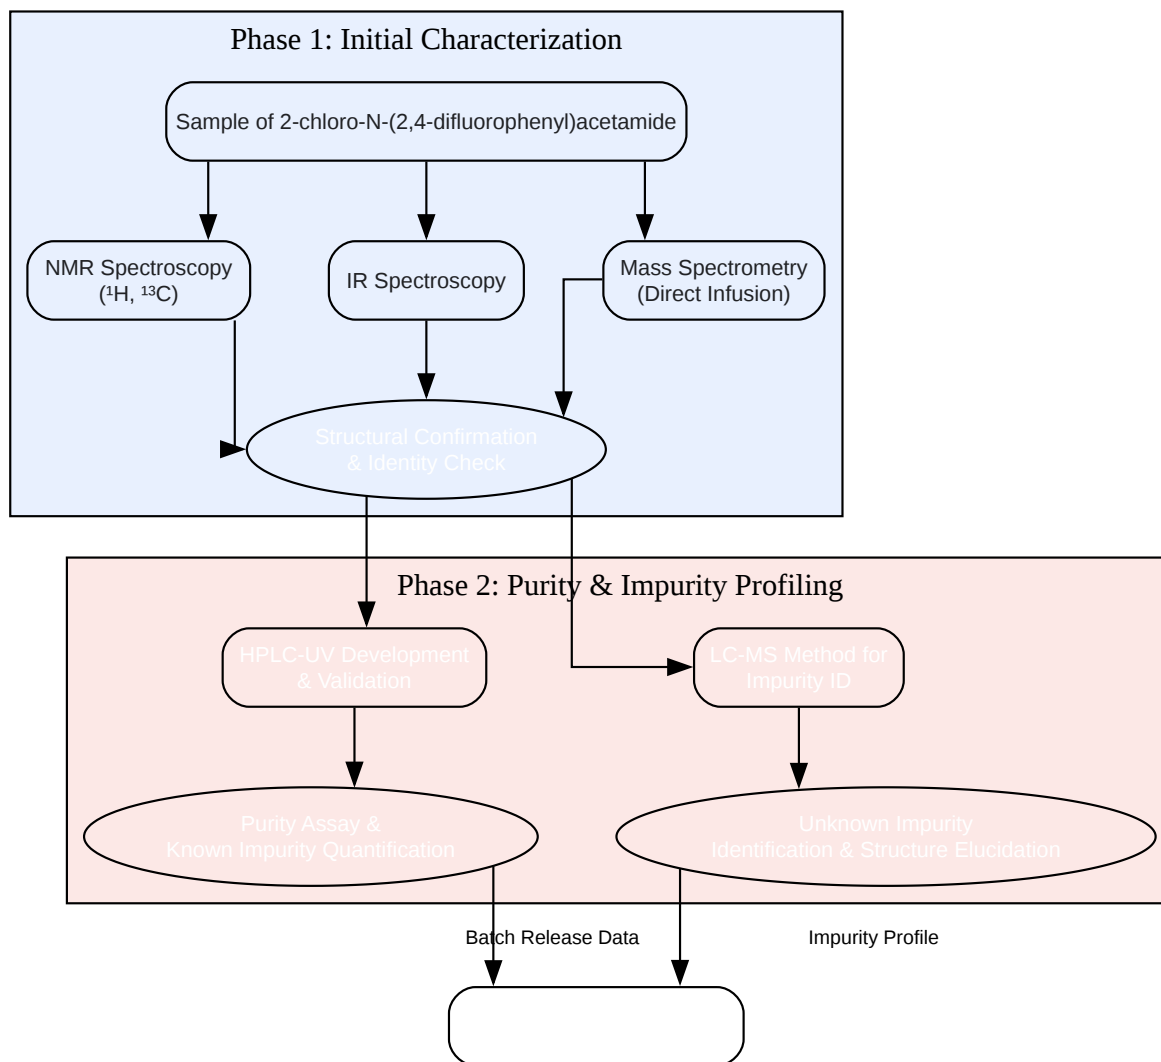 Phase 1: Initial Characterization
Sample of 2-chloro-N-(2,4-difluorophenyl)acetamide
NMR Spectroscopy
(¹H, ¹³C)
IR Spectroscopy
Mass Spectrometry
(Direct Infusion)
Structural Confirmation
& Identity Check
Phase 2: Purity & Impurity Profiling
HPLC-UV Development
& Validation
LC-MS Method for
Impurity ID
Purity Assay &
Known Impurity Quantification
Unknown Impurity
Identification & Structure Elucidation
Batch Release Data
Impurity Profile